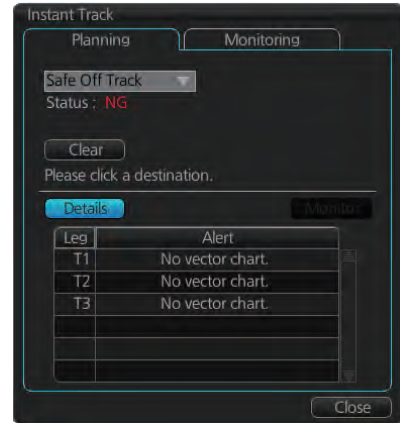 Instant Track
Planning Monitoring
Safe Off Track
Status : NG
Clear
Please click a destination.
Details Monitor
Leg Alert
T1 No vector chart.
T2 No vector chart.
T3 No vector chart.
Close